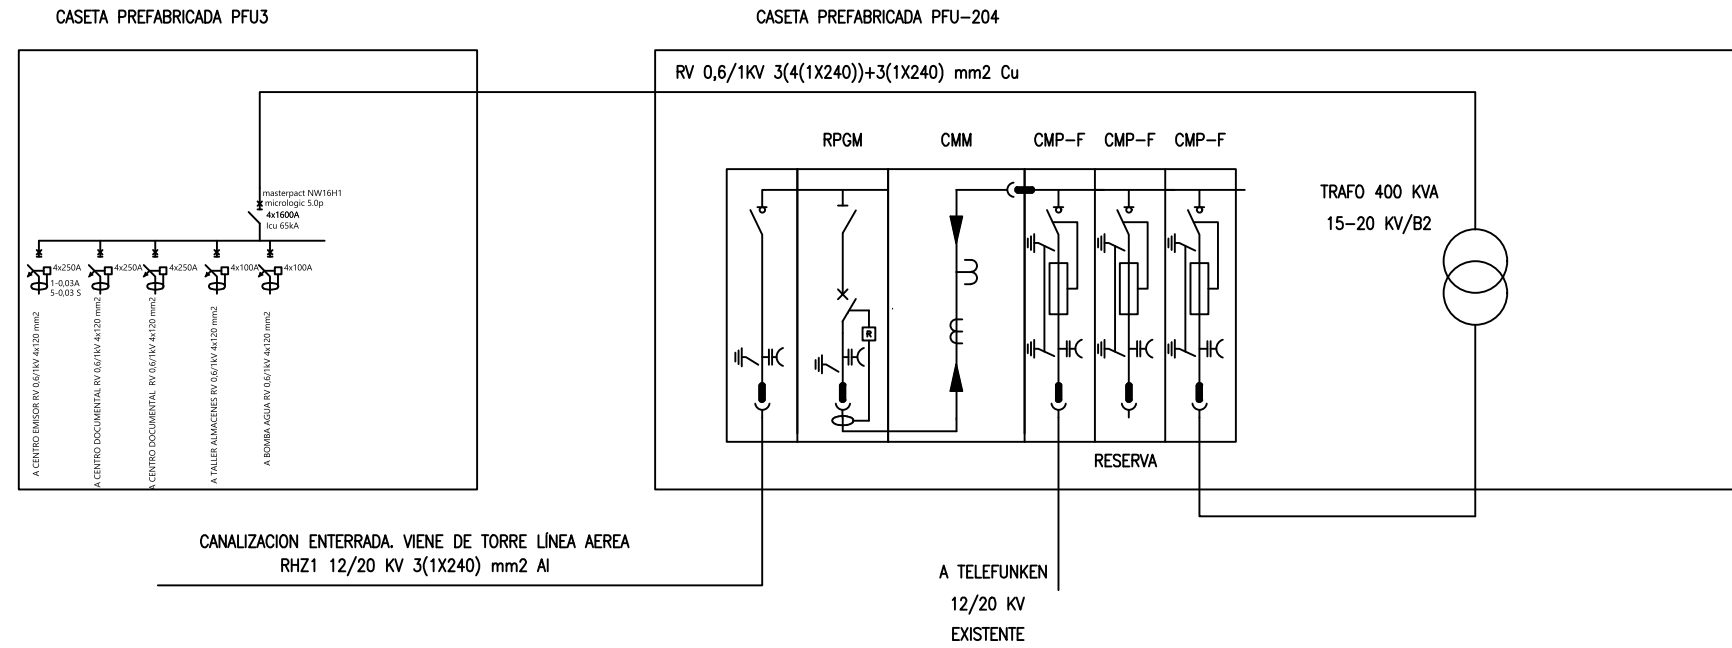 CASETA PREFABRICADA PFU3
CASETA PREFABRICADA PFU-204
RV 0,6/1KV 3(4(1X240))+3(1X240) mm2 Cu
RPGM
CMM
CMP-F
CMP-F
CMP-F
masterpact NW16H1
micrologic 5.0p
4x1600A
Icu 65kA
TRAFO 400 KVA
15-20 KV/B2
4x250A
4x250A
4x250A
4x100A
4x100A
1-0,03A
5-0,03 S
R
A CENTRO EMISOR RV 0,6/1kV 4x120 mm2
A CENTRO DOCUMENTAL RV 0,6/1kV 4x120 mm2
A CENTRO DOCUMENTAL RV 0,6/1kV 4x120 mm2
A TALLER ALMACENES RV 0,6/1kV 4x120 mm2
A BOMBA AGUA RV 0,6/1kV 4x120 mm2
RESERVA
CANALIZACION ENTERRADA. VIENE DE TORRE LÍNEA AEREA
RHZ1 12/20 KV 3(1X240) mm2 Al
A TELEFUNKEN
12/20 KV
EXISTENTE